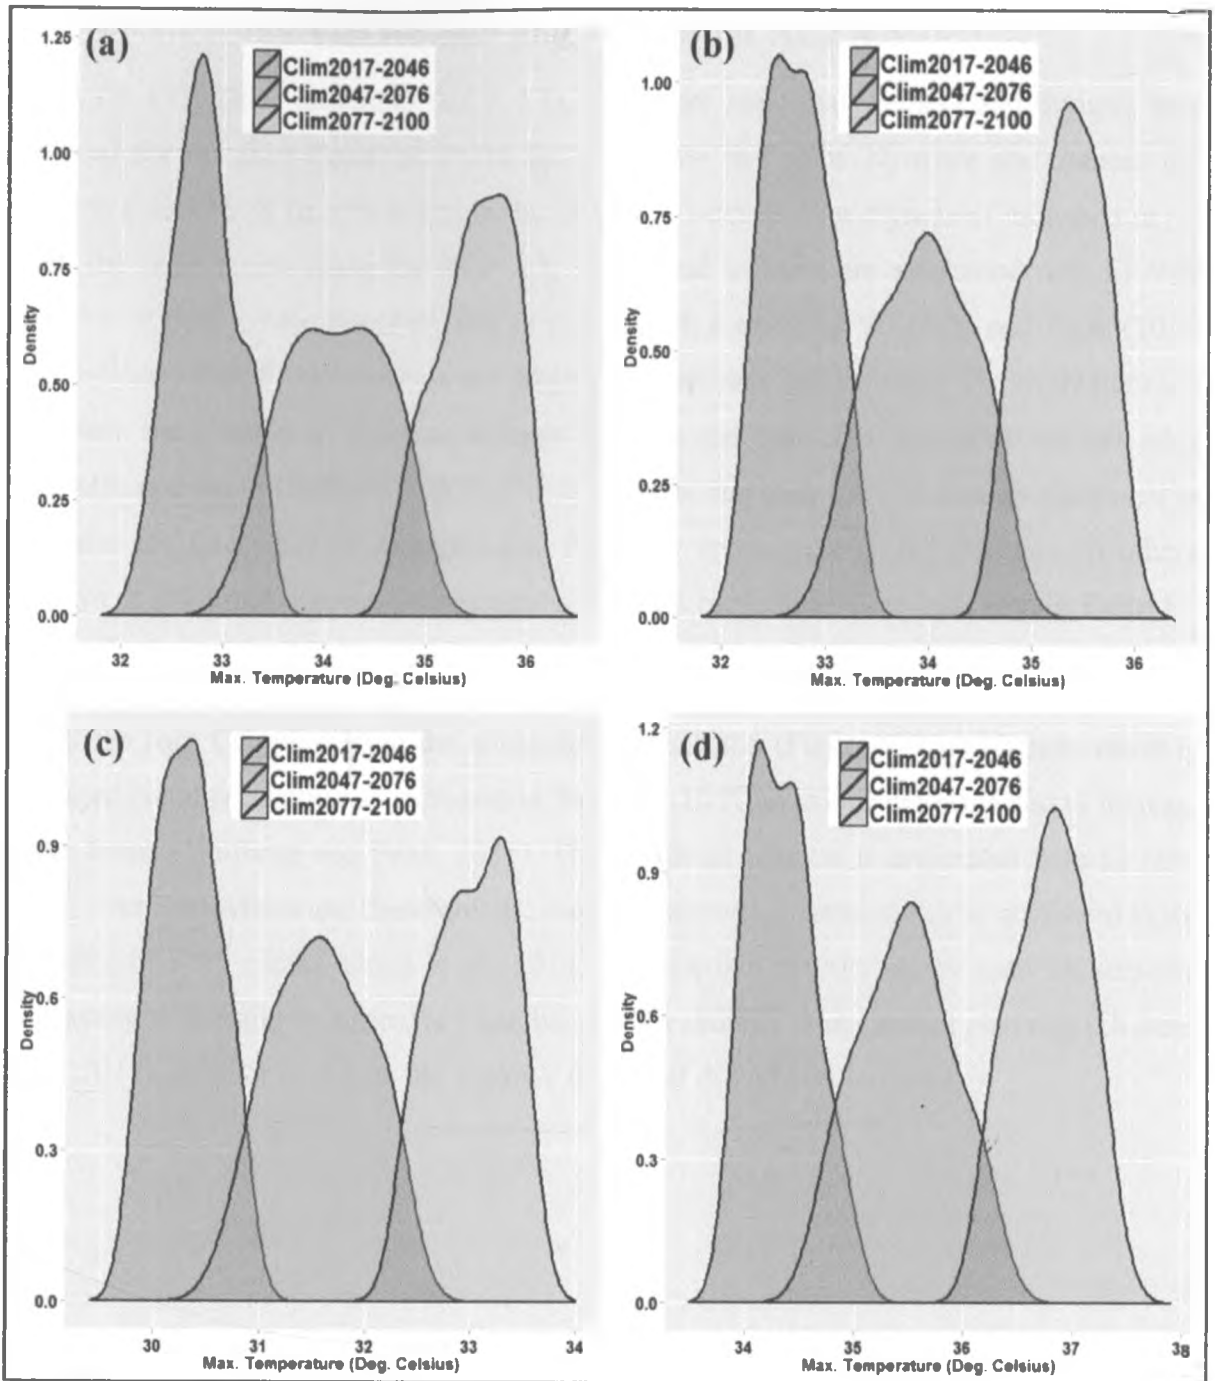 (a)
Clim2017-2046
Clim2047-2076
Clim2077-2100
1.25
1.00
0.75
0.50
0.25
0.00
Density
32 33 34 35 36
Max. Temperature (Deg. Celsius)
(b)
Clim2017-2046
Clim2047-2076
Clim2077-2100
1.00
0.75
0.50
0.25
0.00
Density
32 33 34 35 36
Max. Temperature (Deg. Celsius)
(c)
Clim2017-2046
Clim2047-2076
Clim2077-2100
0.9
0.6
0.3
0.0
Density
30 31 32 33 34
Max. Temperature (Deg. Celsius)
(d)
Clim2017-2046
Clim2047-2076
Clim2077-2100
1.2
0.9
0.6
0.3
0.0
Density
34 35 36 37 38
Max. Temperature (Deg. Celsius)